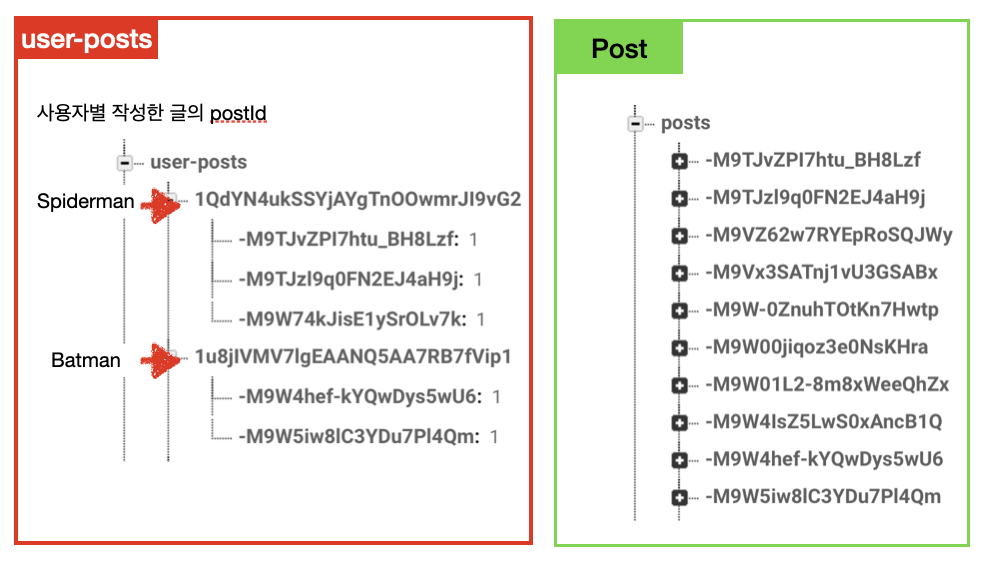 user-posts
사용자별 작성한 글의 postId
user-posts
Spiderman
1QdYN4ukSSYjAYgTnOOwmrJI9vG2
-M9TJvZPI7htu_BH8Lzf: 1
-M9TJzl9q0FN2EJ4aH9j: 1
-M9W74kJisE1ySrOLv7k: 1
Batman
1u8jIVMV7lgEAANQ5AA7RB7fVip1
-M9W4hef-kYQwDys5wU6: 1
-M9W5iw8lC3YDu7Pl4Qm: 1
Post
posts
-M9TJvZPI7htu_BH8Lzf
-M9TJzl9q0FN2EJ4aH9j
-M9VZ62w7RYEpRoSQJWy
-M9Vx3SATnj1vU3GSABx
-M9W-0ZnuhTOtKn7Hwtp
-M9W00jiqoz3e0NsKHra
-M9W01L2-8m8xWeeQhZx
-M9W4IsZ5LwS0xAncB1Q
-M9W4hef-kYQwDys5wU6
-M9W5iw8lC3YDu7Pl4Qm